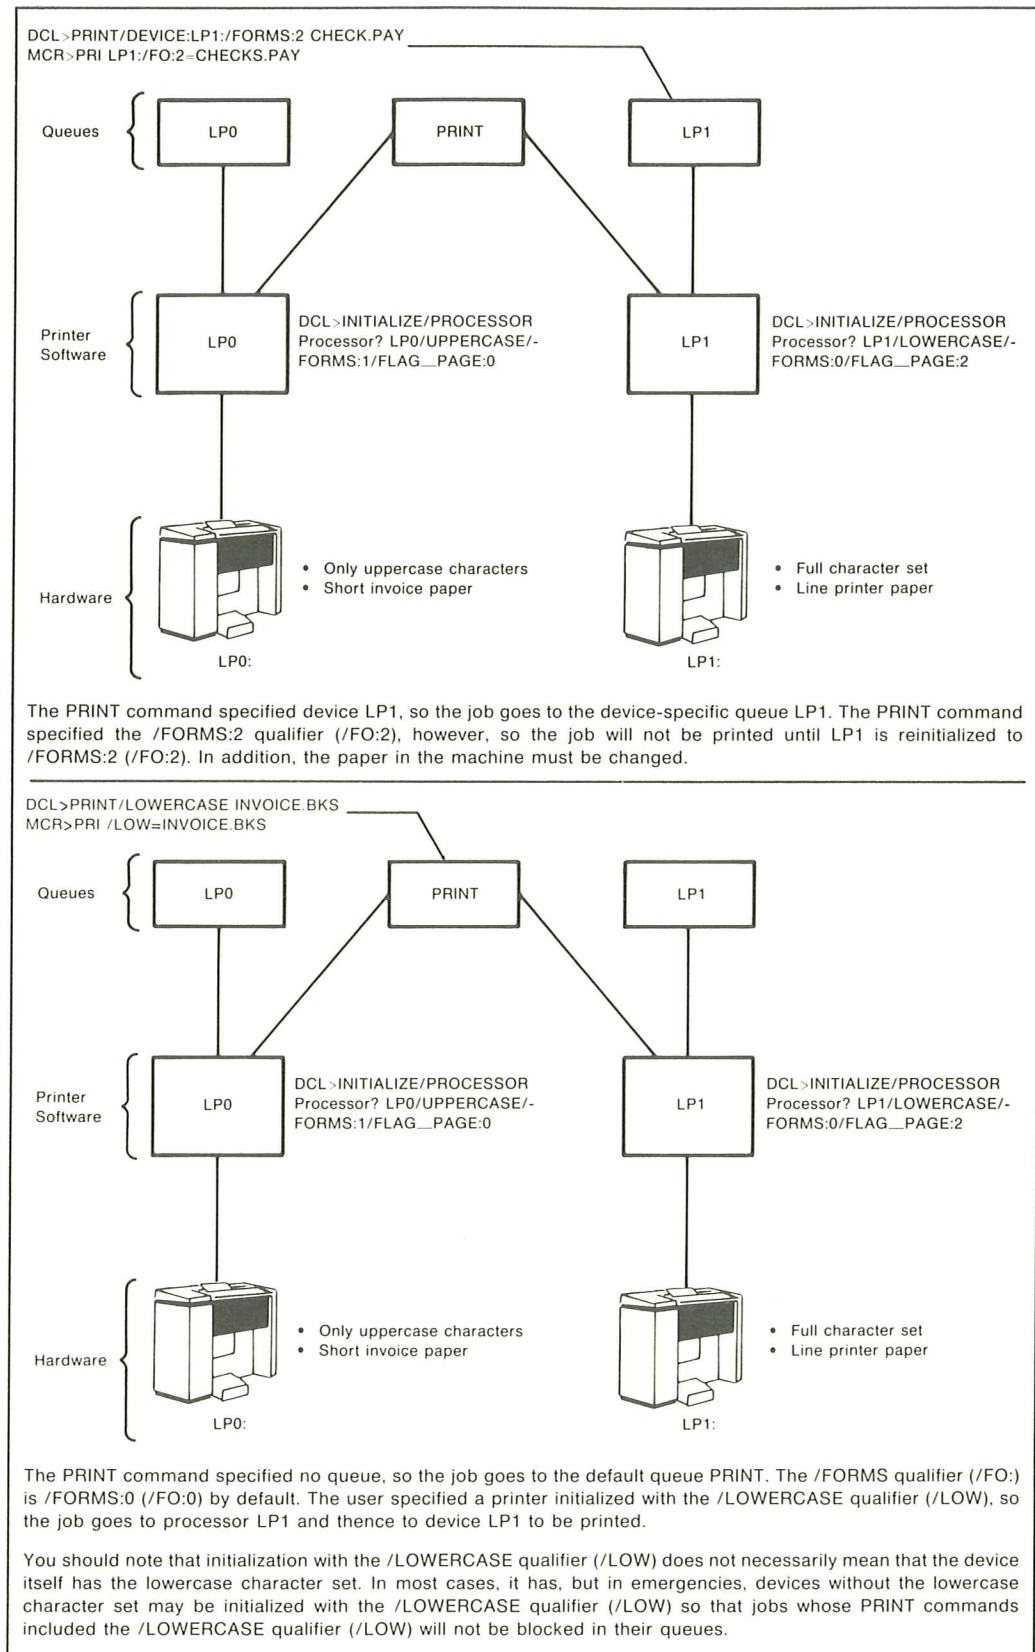 DCL>PRINT/DEVICE:LP1:/FORMS:2 CHECK.PAY
MCR>PRI LP1:/FO:2=CHECKS.PAY
Queues
LP0
PRINT
LP1
Printer
Software
LP0
DCL>INITIALIZE/PROCESSOR
Processor? LP0/UPPERCASE/-
FORMS:1/FLAG__PAGE:0
LP1
DCL>INITIALIZE/PROCESSOR
Processor? LP1/LOWERCASE/-
FORMS:0/FLAG__PAGE:2
Hardware
• Only uppercase characters
• Short invoice paper
LP0:
• Full character set
• Line printer paper
LP1:
The PRINT command specified device LP1, so the job goes to the device-specific queue LP1. The PRINT command
specified the /FORMS:2 qualifier (/FO:2), however, so the job will not be printed until LP1 is reinitialized to
/FORMS:2 (/FO:2). In addition, the paper in the machine must be changed.
DCL>PRINT/LOWERCASE INVOICE.BKS
MCR>PRI /LOW=INVOICE.BKS
Queues
LP0
PRINT
LP1
Printer
Software
LP0
DCL>INITIALIZE/PROCESSOR
Processor? LP0/UPPERCASE/-
FORMS:1/FLAG__PAGE:0
LP1
DCL>INITIALIZE/PROCESSOR
Processor? LP1/LOWERCASE/-
FORMS:0/FLAG__PAGE:2
Hardware
• Only uppercase characters
• Short invoice paper
LP0:
• Full character set
• Line printer paper
LP1:
The PRINT command specified no queue, so the job goes to the default queue PRINT. The /FORMS qualifier (/FO:)
is /FORMS:0 (/FO:0) by default. The user specified a printer initialized with the /LOWERCASE qualifier (/LOW), so
the job goes to processor LP1 and thence to device LP1 to be printed.
You should note that initialization with the /LOWERCASE qualifier (/LOW) does not necessarily mean that the device
itself has the lowercase character set. In most cases, it has, but in emergencies, devices without the lowercase
character set may be initialized with the /LOWERCASE qualifier (/LOW) so that jobs whose PRINT commands
included the /LOWERCASE qualifier (/LOW) will not be blocked in their queues.